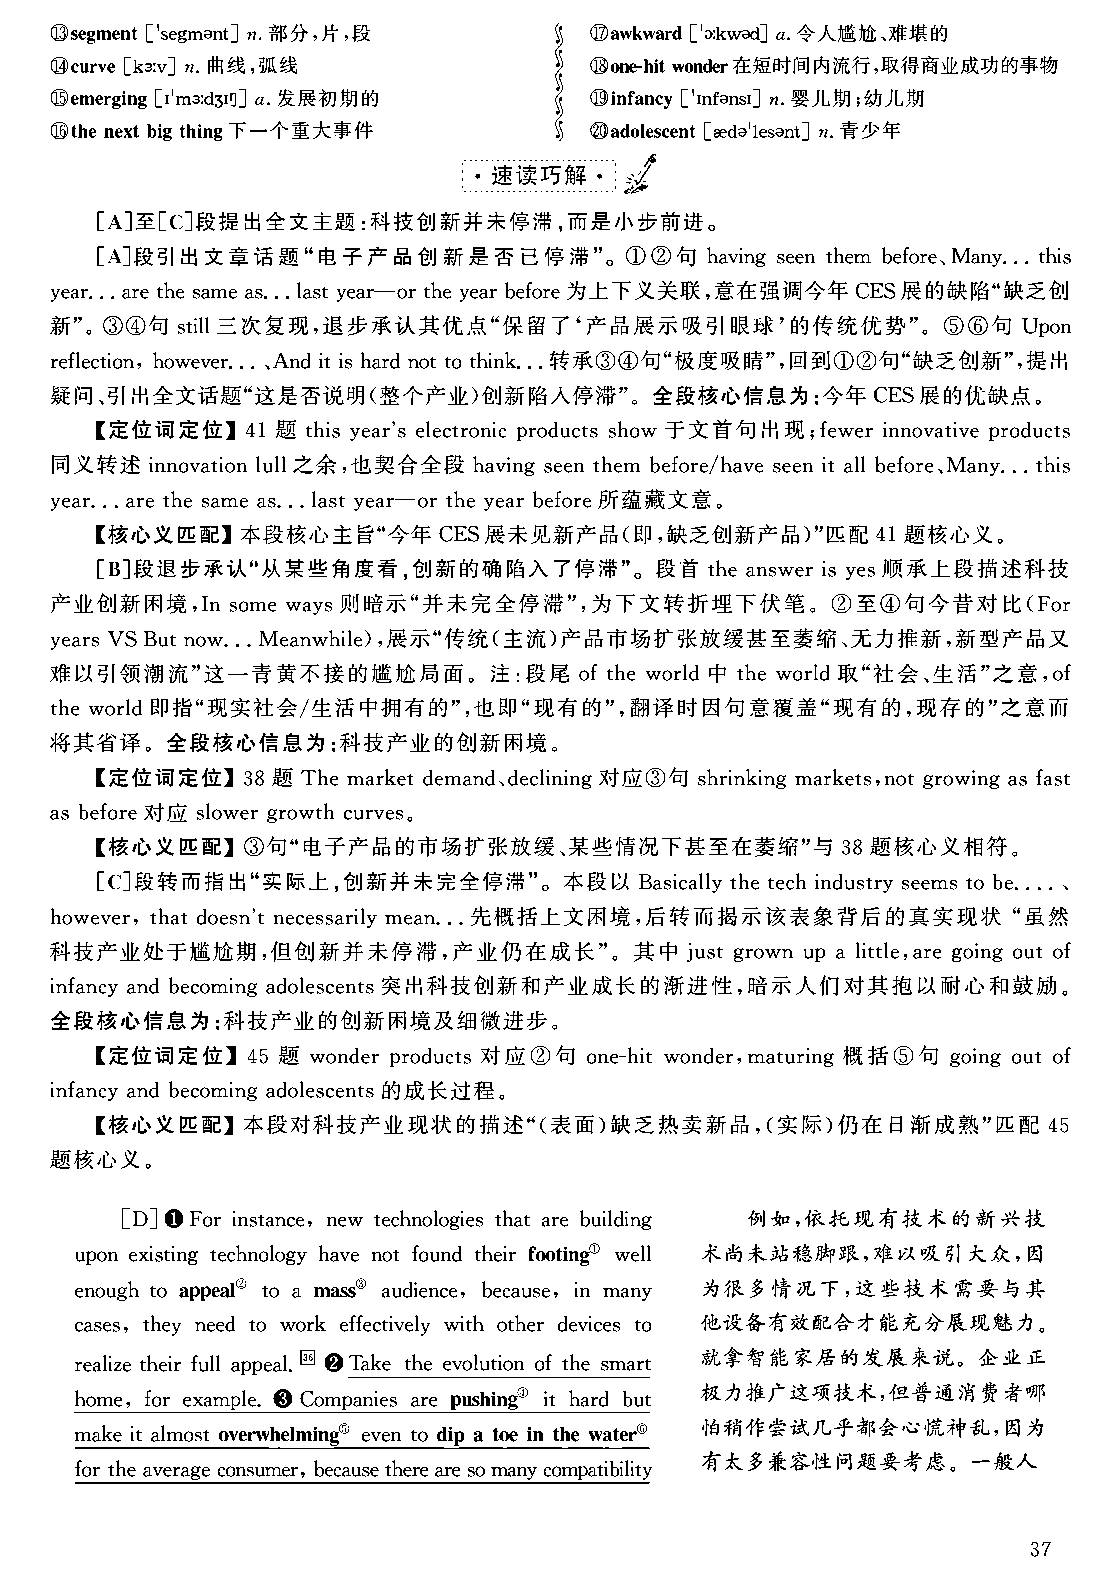 ⑬segment [ˈseɡmənt] n. 部分,片,段
⑭curve [kɜːv] n. 曲线,弧线
⑮emerging [ɪˈmɜːdʒɪŋ] a. 发展初期的
⑯the next big thing 下一个重大事件
⑰awkward [ˈɔːkwəd] a. 令人尴尬、难堪的
⑱one-hit wonder 在短时间内流行,取得商业成功的事物
⑲infancy [ˈɪnfənsɪ] n. 婴儿期;幼儿期
⑳adolescent [ædəˈlesənt] n. 青少年
·速读巧解·
[A]至[C]段提出全文主题:科技创新并未停滞,而是小步前进。
[A]段引出文章话题“电子产品创新是否已停滞”。①②句 having seen them before、Many... this
year... are the same as... last year—or the year before 为上下义关联,意在强调今年 CES 展的缺陷“缺乏创
新”。③④句 still 三次复现,退步承认其优点“保留了‘产品展示吸引眼球’的传统优势”。⑤⑥句 Upon
reflection, however... 、And it is hard not to think... 转承③④句“极度吸睛”,回到①②句“缺乏创新”,提出
疑问、引出全文话题“这是否说明(整个产业)创新陷入停滞”。全段核心信息为:今年 CES 展的优缺点。
【定位词定位】41 题 this year's electronic products show 于文首句出现;fewer innovative products
同义转述 innovation lull 之余,也契合全段 having seen them before/have seen it all before、Many... this
year... are the same as... last year—or the year before 所蕴藏文意。
【核心义匹配】本段核心主旨“今年 CES 展未见新产品(即,缺乏创新产品)”匹配 41 题核心义。
[B]段退步承认“从某些角度看,创新的确陷入了停滞”。段首 the answer is yes 顺承上段描述科技
产业创新困境,In some ways 则暗示“并未完全停滞”,为下文转折埋下伏笔。②至④句今昔对比(For
years VS But now... Meanwhile),展示“传统(主流)产品市场扩张放缓甚至萎缩、无力推新,新型产品又
难以引领潮流”这一青黄不接的尴尬局面。注:段尾 of the world 中 the world 取“社会、生活”之意,of
the world 即指“现实社会/生活中拥有的”,也即“现有的”,翻译时因句意覆盖“现有的,现存的”之意而
将其省译。全段核心信息为:科技产业的创新困境。
【定位词定位】38 题 The market demand、declining 对应③句 shrinking markets,not growing as fast
as before 对应 slower growth curves。
【核心义匹配】③句“电子产品的市场扩张放缓、某些情况下甚至在萎缩”与 38 题核心义相符。
[C]段转而指出“实际上,创新并未完全停滞”。本段以 Basically the tech industry seems to be.... 、
however, that doesn't necessarily mean... 先概括上文困境,后转而揭示该表象背后的真实现状 “虽然
科技产业处于尴尬期,但创新并未停滞,产业仍在成长”。其中 just grown up a little,are going out of
infancy and becoming adolescents 突出科技创新和产业成长的渐进性,暗示人们对其抱以耐心和鼓励。
全段核心信息为:科技产业的创新困境及细微进步。
【定位词定位】45 题 wonder products 对应②句 one-hit wonder,maturing 概括⑤句 going out of
infancy and becoming adolescents 的成长过程。
【核心义匹配】本段对科技产业现状的描述“(表面)缺乏热卖新品,(实际)仍在日渐成熟”匹配 45
题核心义。
[D]❶For instance, new technologies that are building
upon existing technology have not found their footing① well
enough to appeal② to a mass③ audience, because, in many
cases, they need to work effectively with other devices to
realize their full appeal. 36 ❷Take the evolution of the smart
home, for example. ❸Companies are pushing④ it hard but
make it almost overwhelming⑤ even to dip a toe in the water⑥
for the average consumer, because there are so many compatibility
例如,依托现有技术的新兴技
术尚未站稳脚跟,难以吸引大众,因
为很多情况下,这些技术需要与其
他设备有效配合才能充分展现魅力。
就拿智能家居的发展来说。企业正
极力推广这项技术,但普通消费者哪
怕稍作尝试几乎都会心慌神乱,因为
有太多兼容性问题要考虑。一般人
37